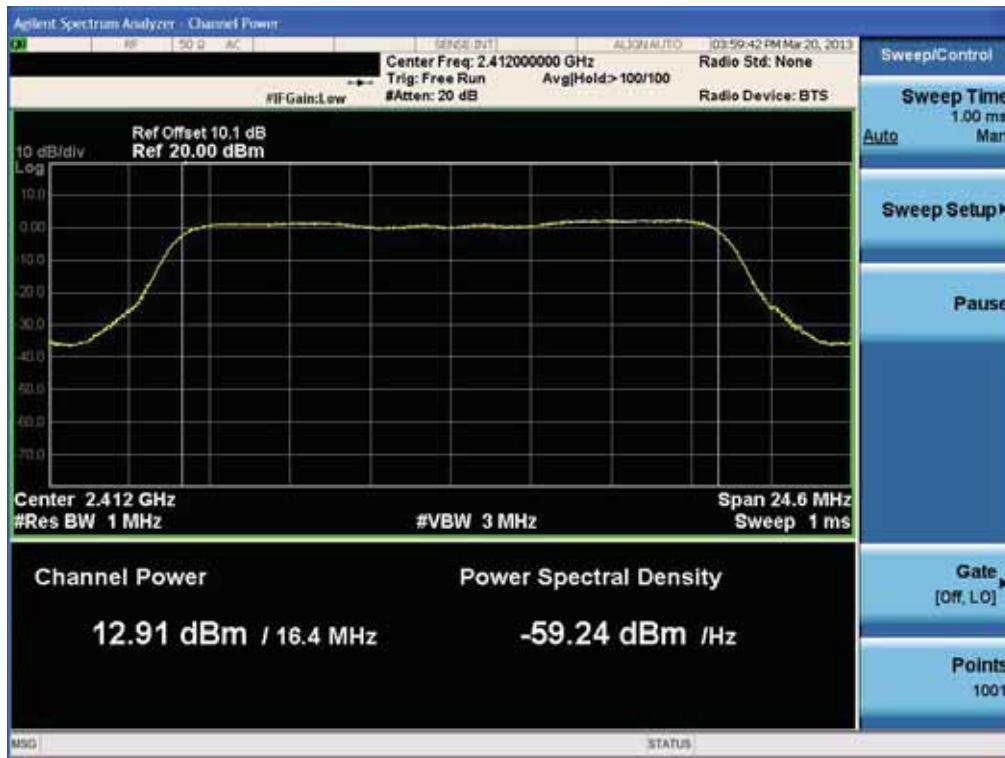 Agilent Spectrum Analyzer - Channel Power
RF 50 Ω AC SENSE:INT ALIGN AUTO 03:59:42 PM Mar 20, 2013
Center Freq: 2.412000000 GHz Radio Std: None
Trig: Free Run Avg|Hold:> 100/100
#IFGain:Low #Atten: 20 dB Radio Device: BTS
Ref Offset 10.1 dB
10 dB/div Ref 20.00 dBm
Log
10.0
0.00
-10.0
-20.0
-30.0
-40.0
-50.0
-60.0
-70.0
Center 2.412 GHz Span 24.6 MHz
#Res BW 1 MHz #VBW 3 MHz Sweep 1 ms
Channel Power Power Spectral Density
12.91 dBm / 16.4 MHz -59.24 dBm /Hz
MSG STATUS
Sweep/Control
Sweep Time
1.00 ms
Auto Man
Sweep Setup
Pause
Gate
[Off, LO]
Points
1001